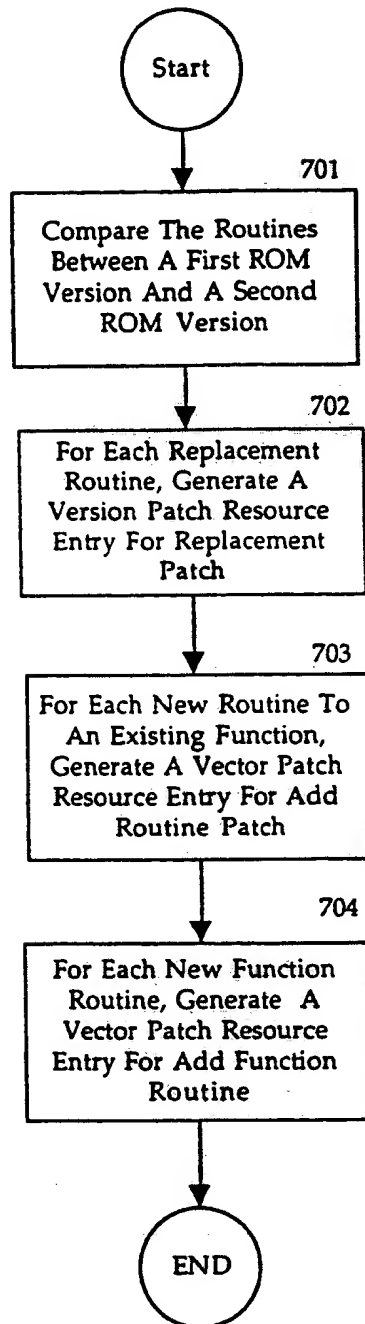 Start
701
Compare The Routines
Between A First ROM
Version And A Second
ROM Version
702
For Each Replacement
Routine, Generate A
Version Patch Resource
Entry For Replacement
Patch
703
For Each New Routine To
An Existing Function,
Generate A Vector Patch
Resource Entry For Add
Routine Patch
704
For Each New Function
Routine, Generate A
Vector Patch Resource
Entry For Add Function
Routine
END